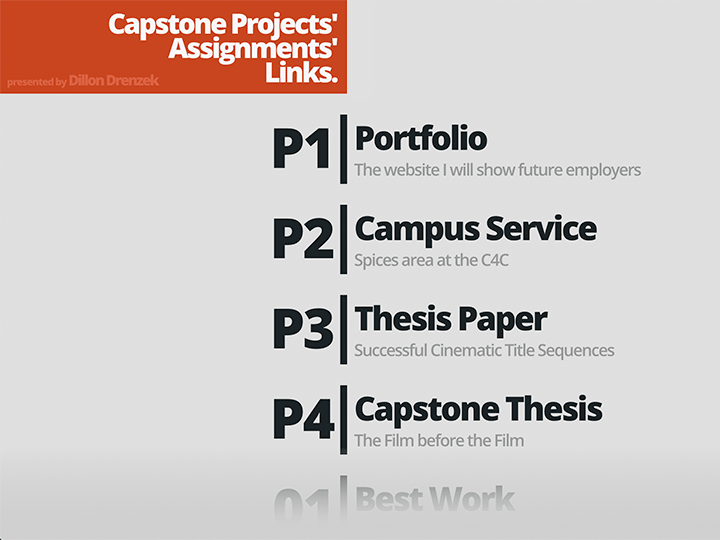 Capstone Projects'
Assignments'
Links.
presented by Dillon Drenzek
P1
Portfolio
The website I will show future employers
P2
Campus Service
Spices area at the C4C
P3
Thesis Paper
Successful Cinematic Title Sequences
P4
Capstone Thesis
The Film before the Film
01
Best Work